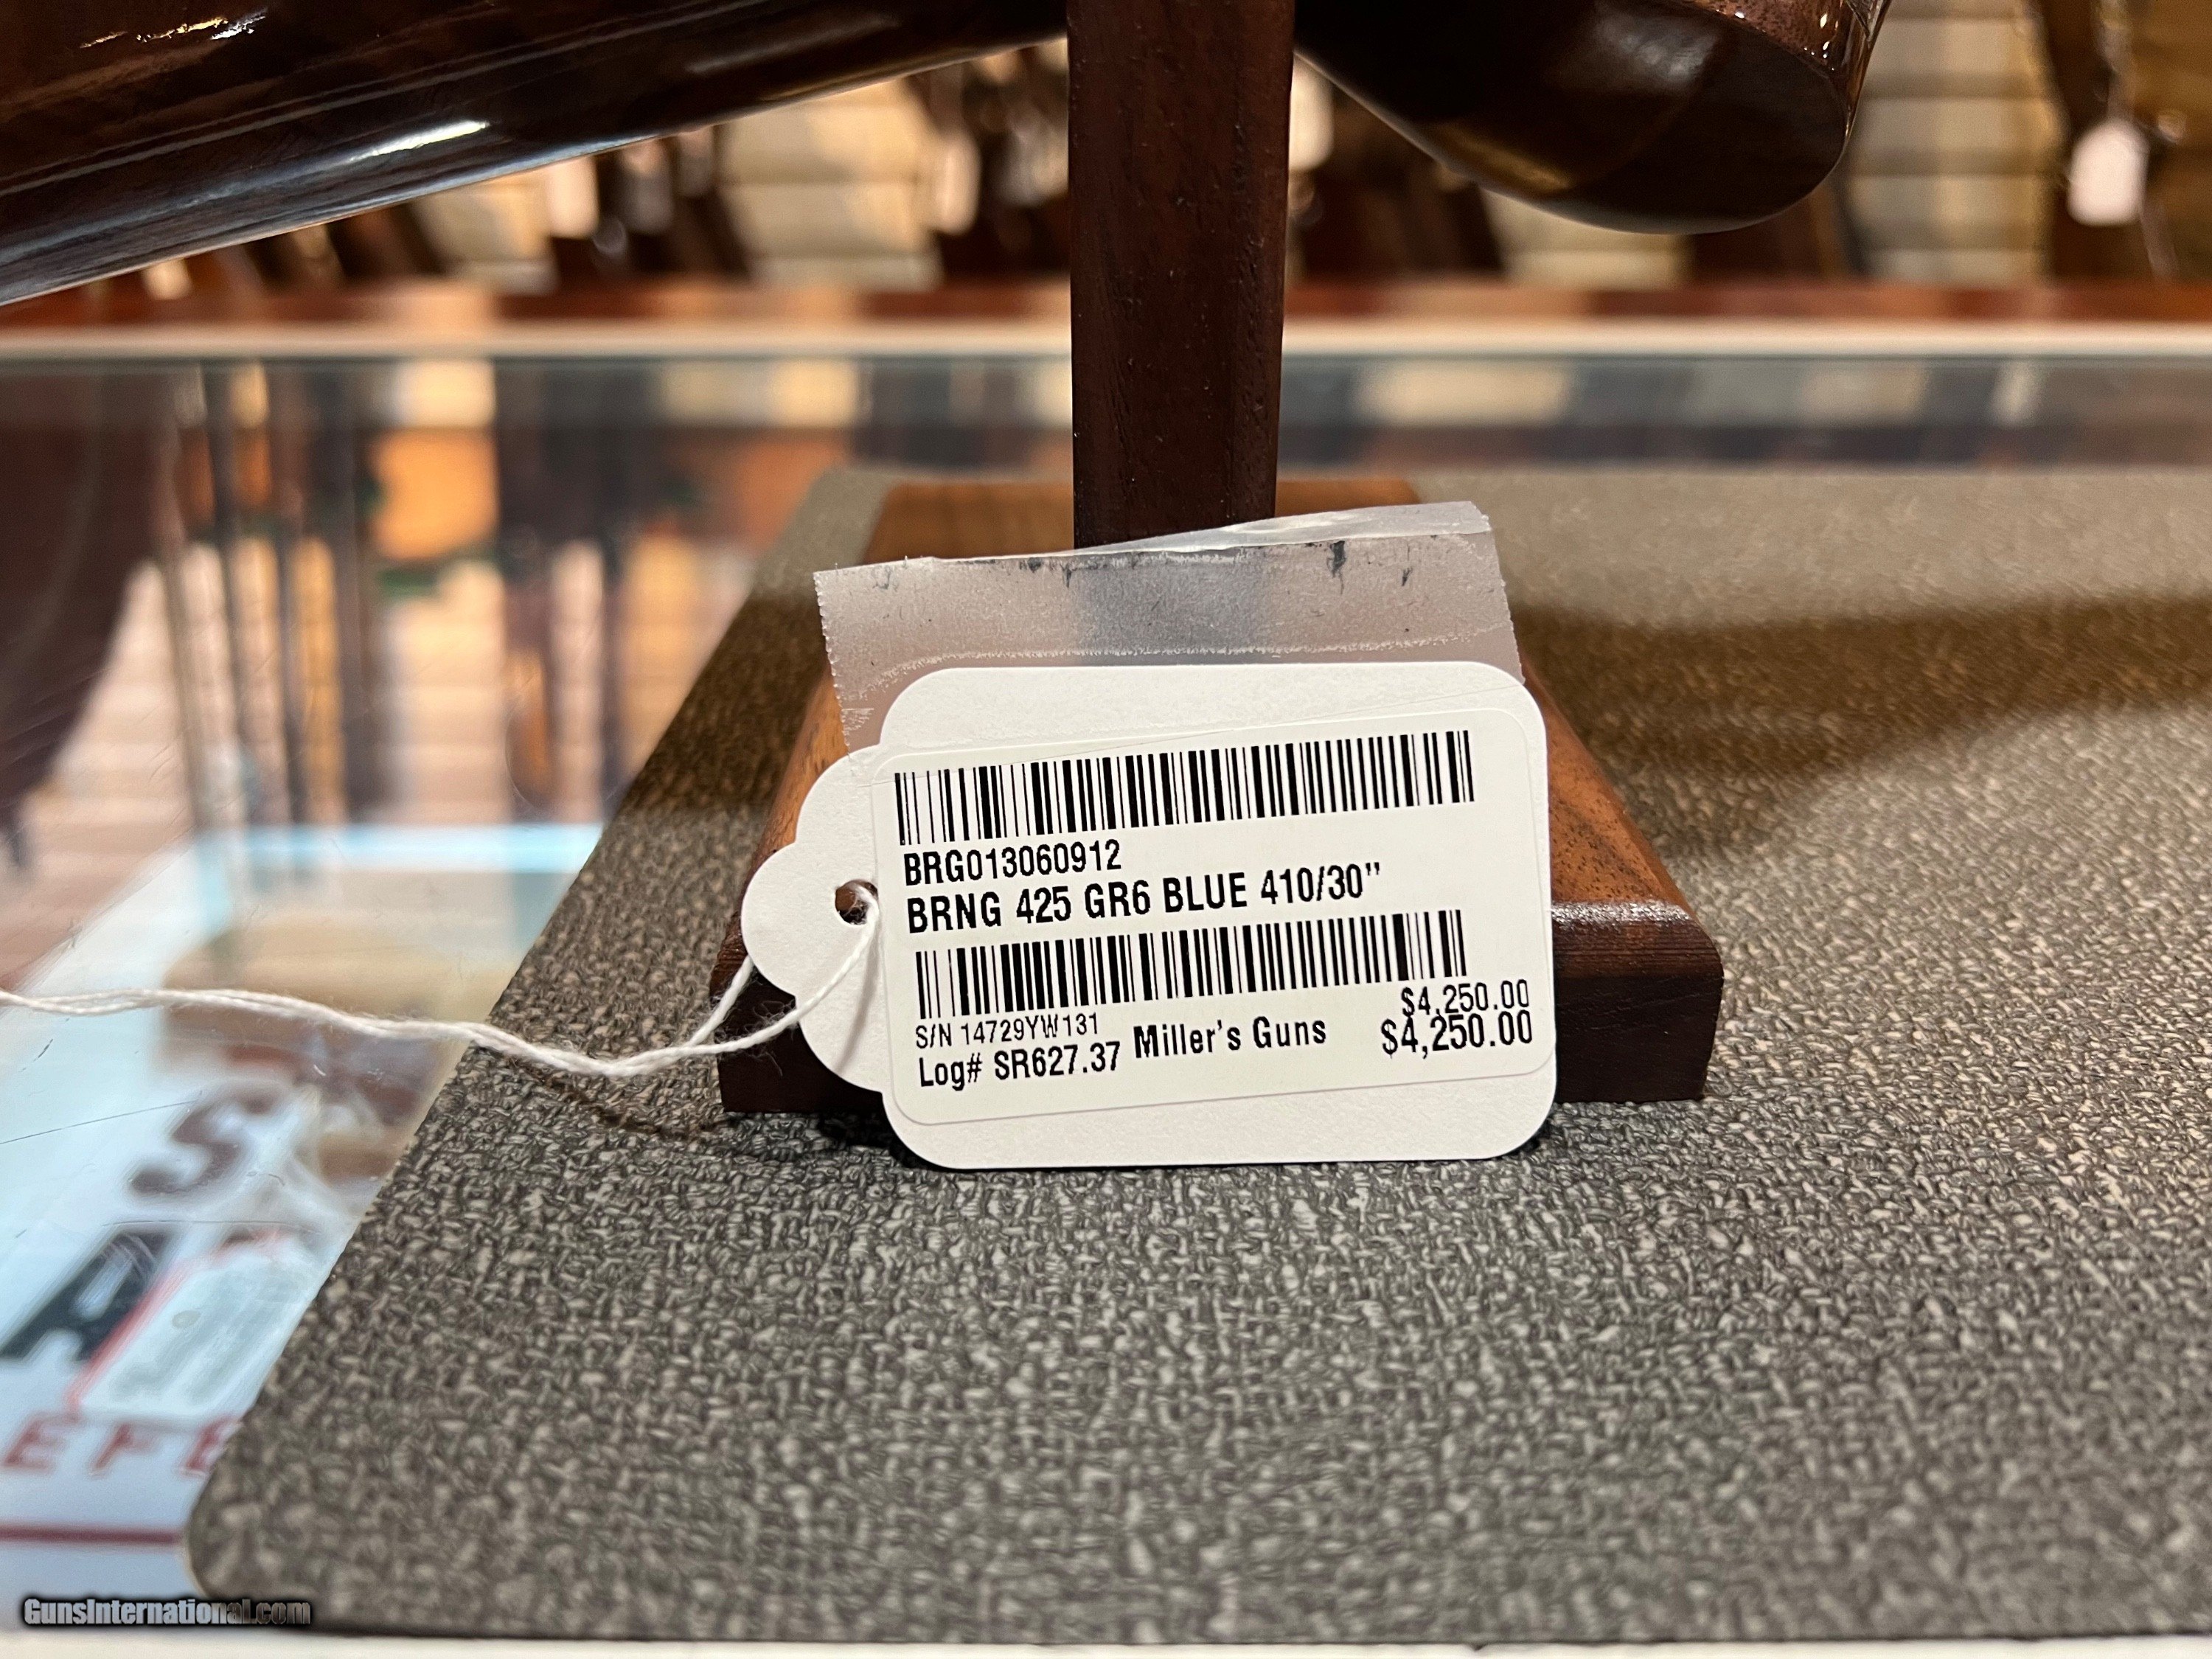 BRG013060912
BRNG 425 GR6 BLUE 410/30"
$4,250.00
S/N 14729YW131
Log# SR627.37 Miller's Guns $4,250.00
S
A
EFE
GunsInternational.com